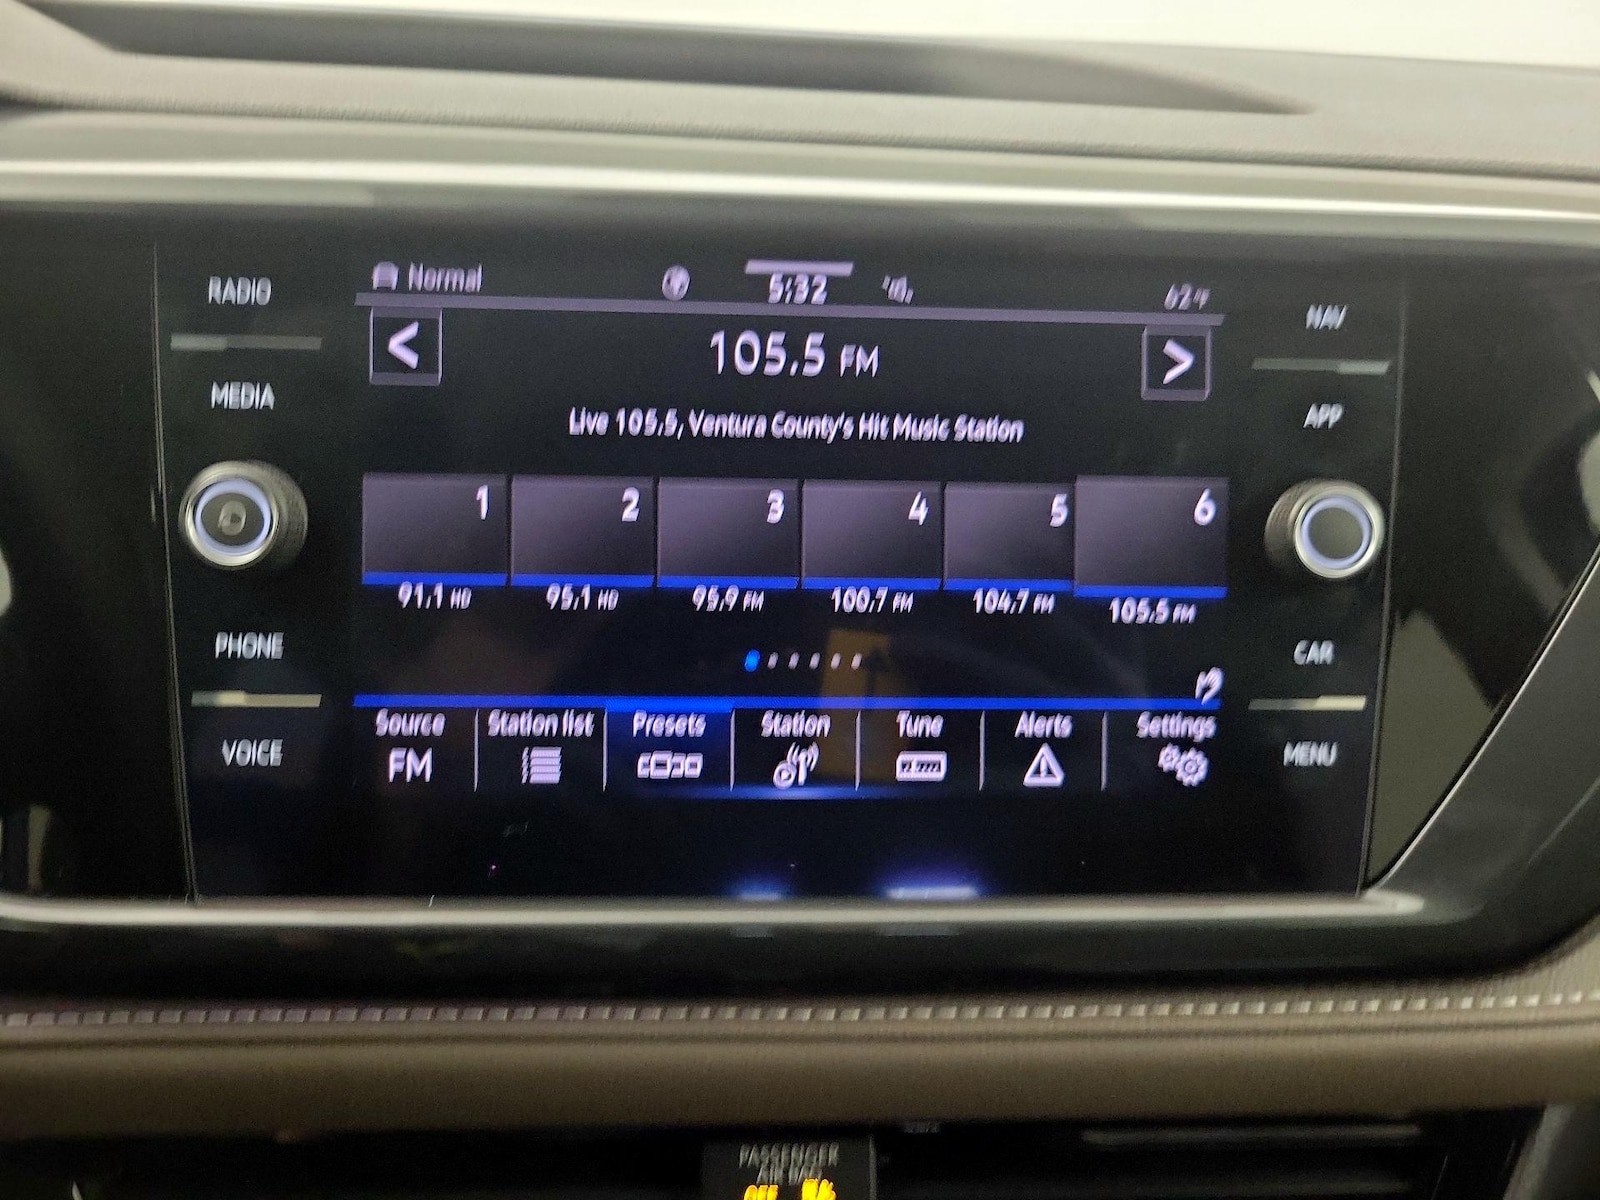 RADIO
MEDIA
PHONE
VOICE
Normal
5:32
62°F
105.5 FM
Live 105.5, Ventura County's Hit Music Station
1 2 3 4 5 6
91.1 HD 95.1 HD 95.9 FM 100.7 FM 104.7 FM 105.5 FM
Source Station list Presets Station Tune Alerts Settings
FM
NAV
APP
CAR
MENU
PASSENGER
AIR BAG
OFF